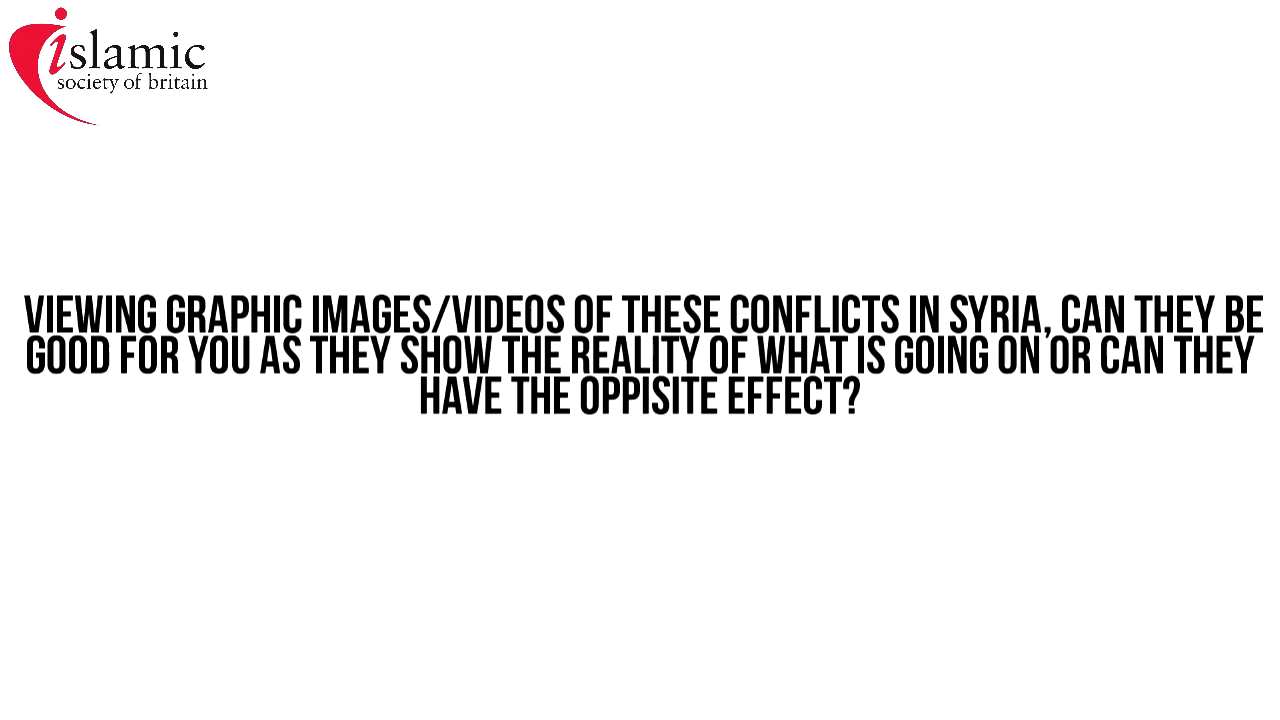 islamic
society of britain
VIEWING GRAPHIC IMAGES/VIDEOS OF THESE CONFLICTS IN SYRIA, CAN THEY BE
GOOD FOR YOU AS THEY SHOW THE REALITY OF WHAT IS GOING ON OR CAN THEY
HAVE THE OPPISITE EFFECT?